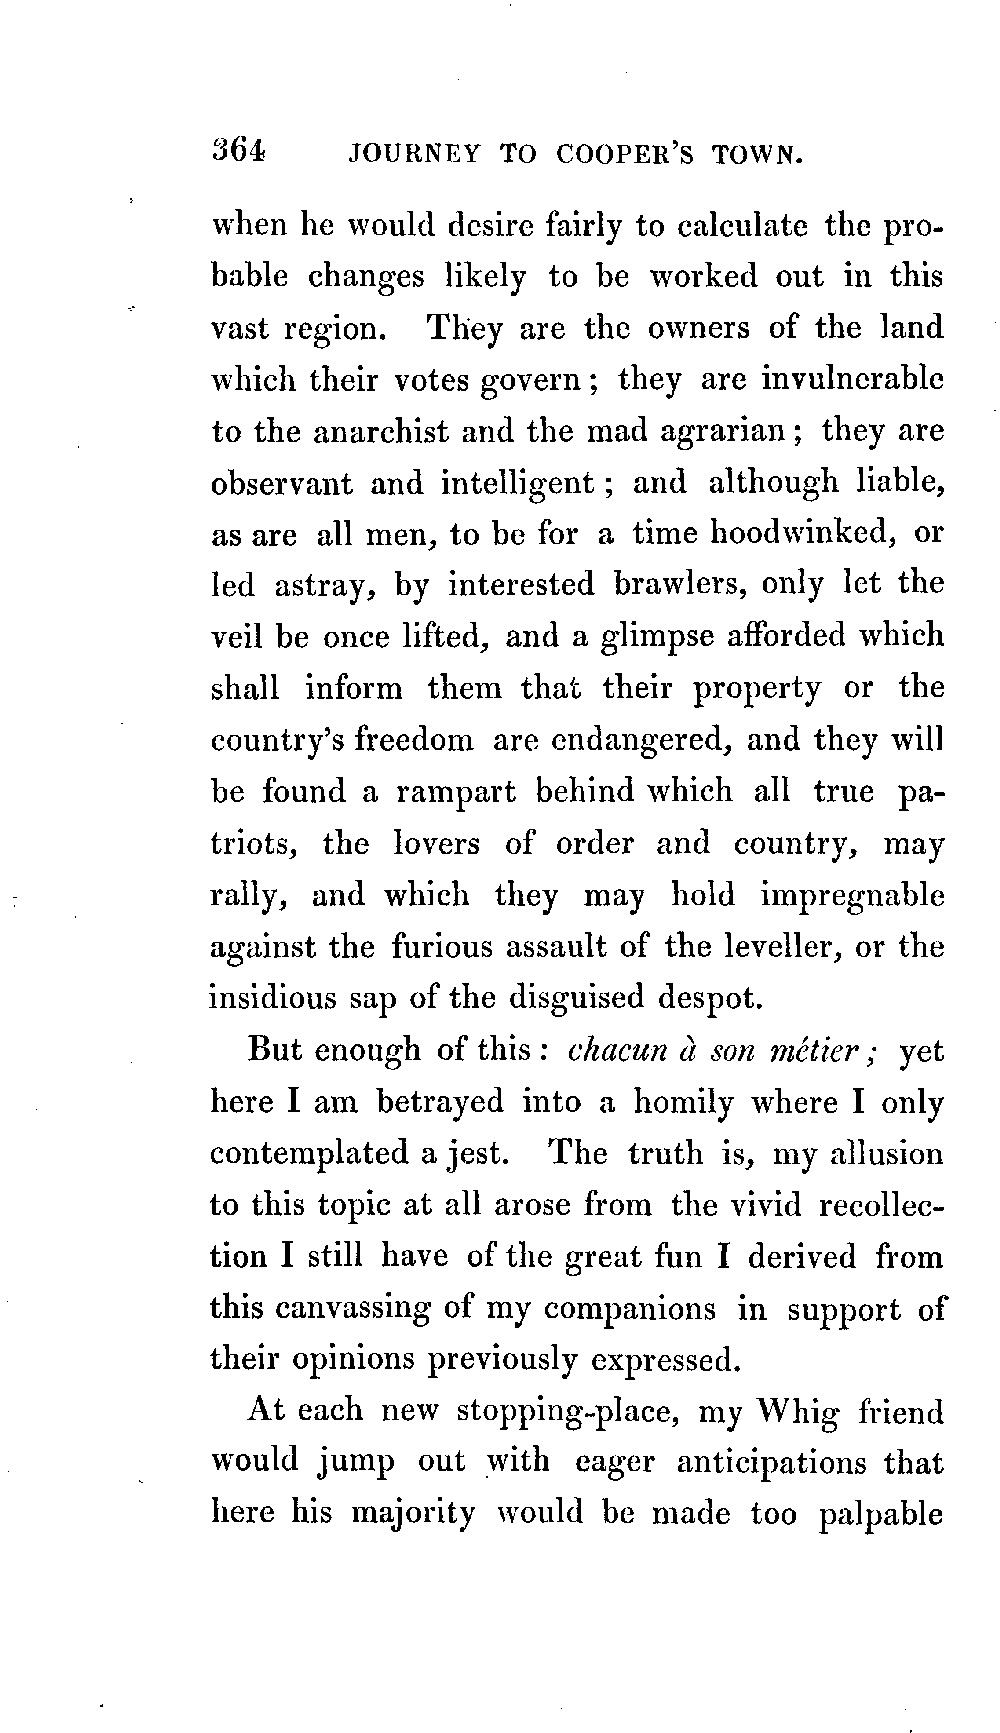 364 JOURNEY TO COOPER'S TOWN.
when he would desire fairly to calculate the pro-
bable changes likely to be worked out in this
vast region. They are the owners of the land
which their votes govern; they are invulnerable
to the anarchist and the mad agrarian; they are
observant and intelligent; and although liable,
as are all men, to be for a time hoodwinked, or
led astray, by interested brawlers, only let the
veil be once lifted, and a glimpse afforded which
shall inform them that their property or the
country's freedom are endangered, and they will
be found a rampart behind which all true pa-
triots, the lovers of order and country, may
rally, and which they may hold impregnable
against the furious assault of the leveller, or the
insidious sap of the disguised despot.
But enough of this: chacun à son métier; yet
here I am betrayed into a homily where I only
contemplated a jest. The truth is, my allusion
to this topic at all arose from the vivid recollec-
tion I still have of the great fun I derived from
this canvassing of my companions in support of
their opinions previously expressed.
At each new stopping-place, my Whig friend
would jump out with eager anticipations that
here his majority would be made too palpable